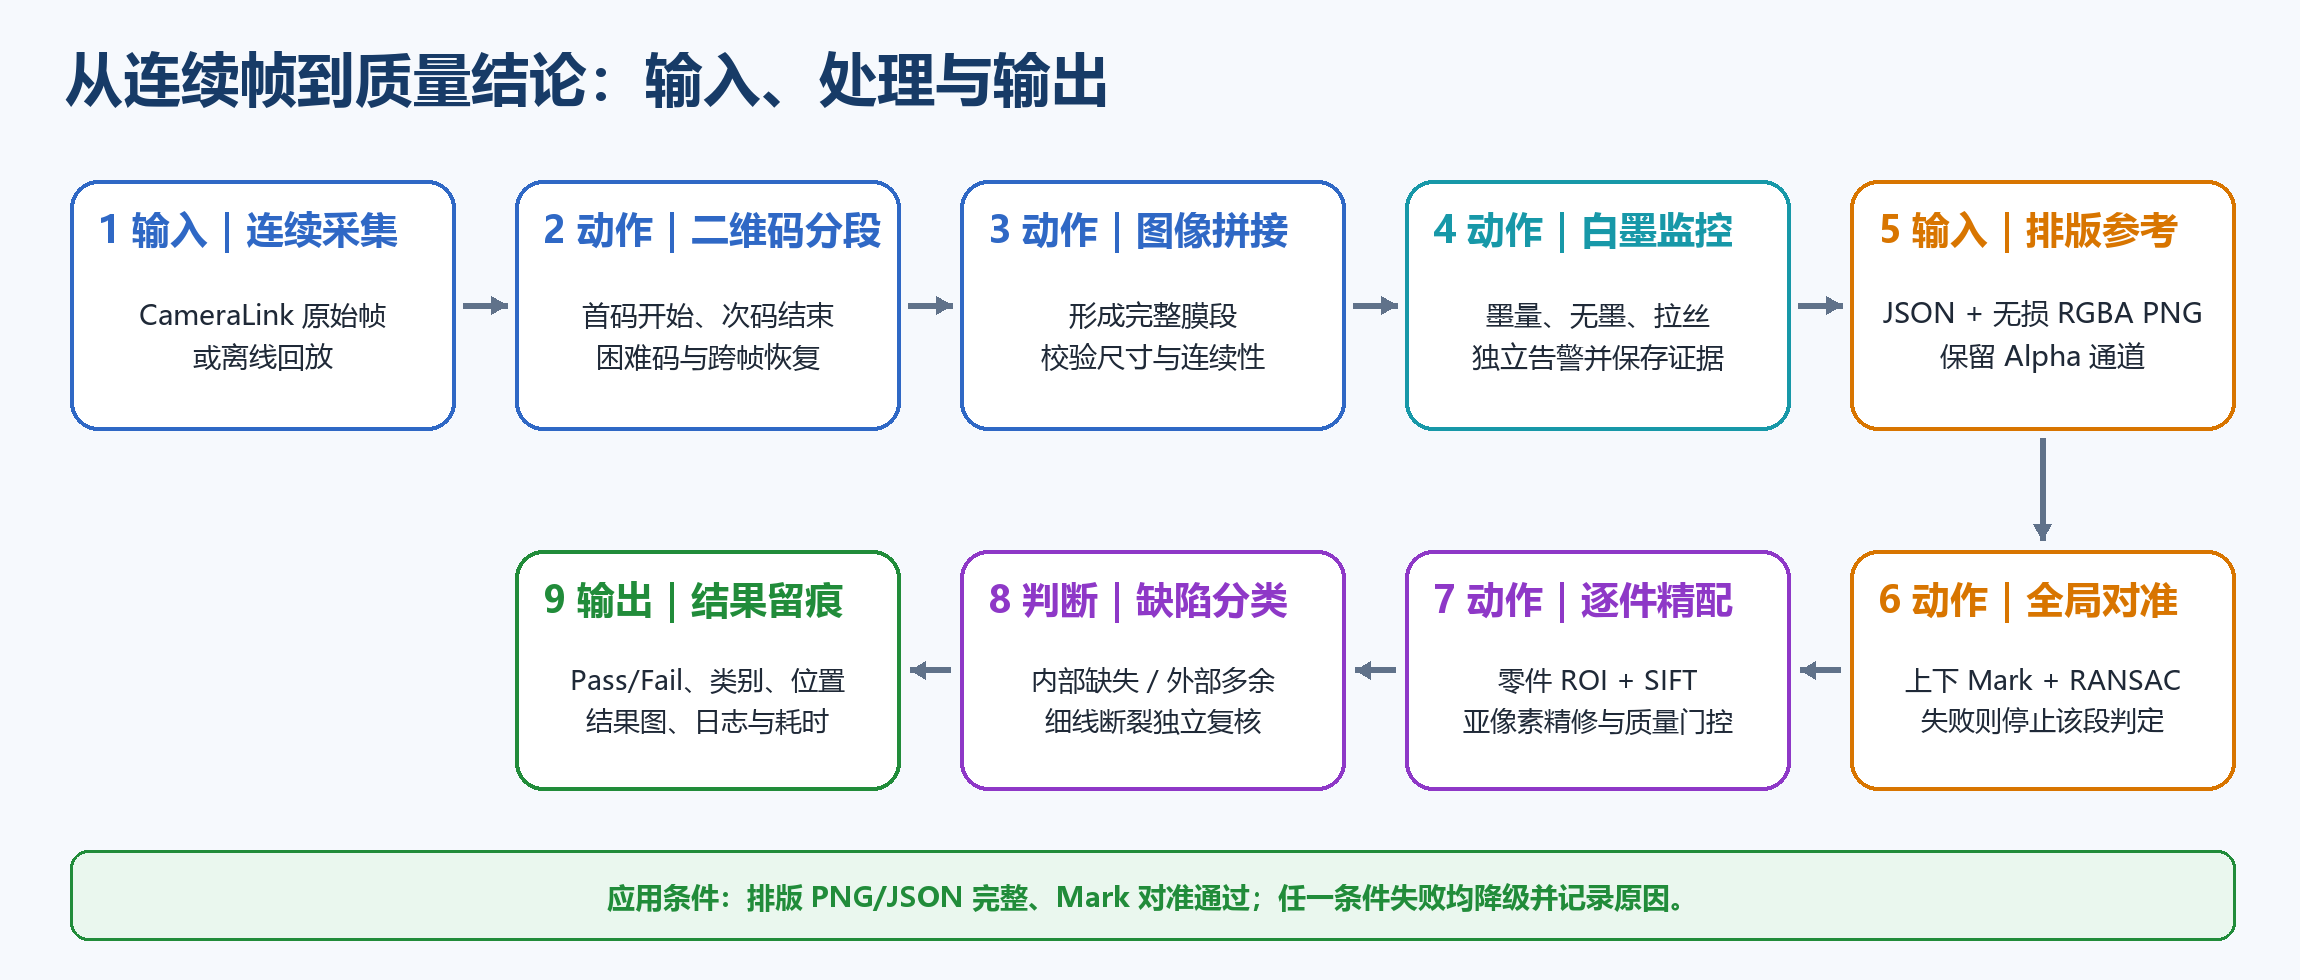 从连续帧到质量结论：输入、处理与输出
1 输入｜连续采集
CameraLink 原始帧
或离线回放
2 动作｜二维码分段
首码开始、次码结束
困难码与跨帧恢复
3 动作｜图像拼接
形成完整膜段
校验尺寸与连续性
4 动作｜白墨监控
墨量、无墨、拉丝
独立告警并保存证据
5 输入｜排版参考
JSON + 无损 RGBA PNG
保留 Alpha 通道
6 动作｜全局对准
上下 Mark + RANSAC
失败则停止该段判定
7 动作｜逐件精配
零件 ROI + SIFT
亚像素精修与质量门控
8 判断｜缺陷分类
内部缺失 / 外部多余
细线断裂独立复核
9 输出｜结果留痕
Pass/Fail、类别、位置
结果图、日志与耗时
应用条件：排版 PNG/JSON 完整、Mark 对准通过；任一条件失败均降级并记录原因。